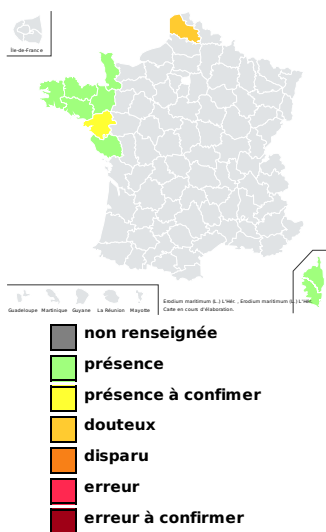 Île-de-France
Guadeloupe Martinique Guyane La Réunion Mayotte
Erodium maritimum (L.) L'Hér. , Erodium maritimum (L.) L'Hér.
Carte en cours d'élaboration.
non renseignée
présence
présence à confimer
douteux
disparu
erreur
erreur à confirmer